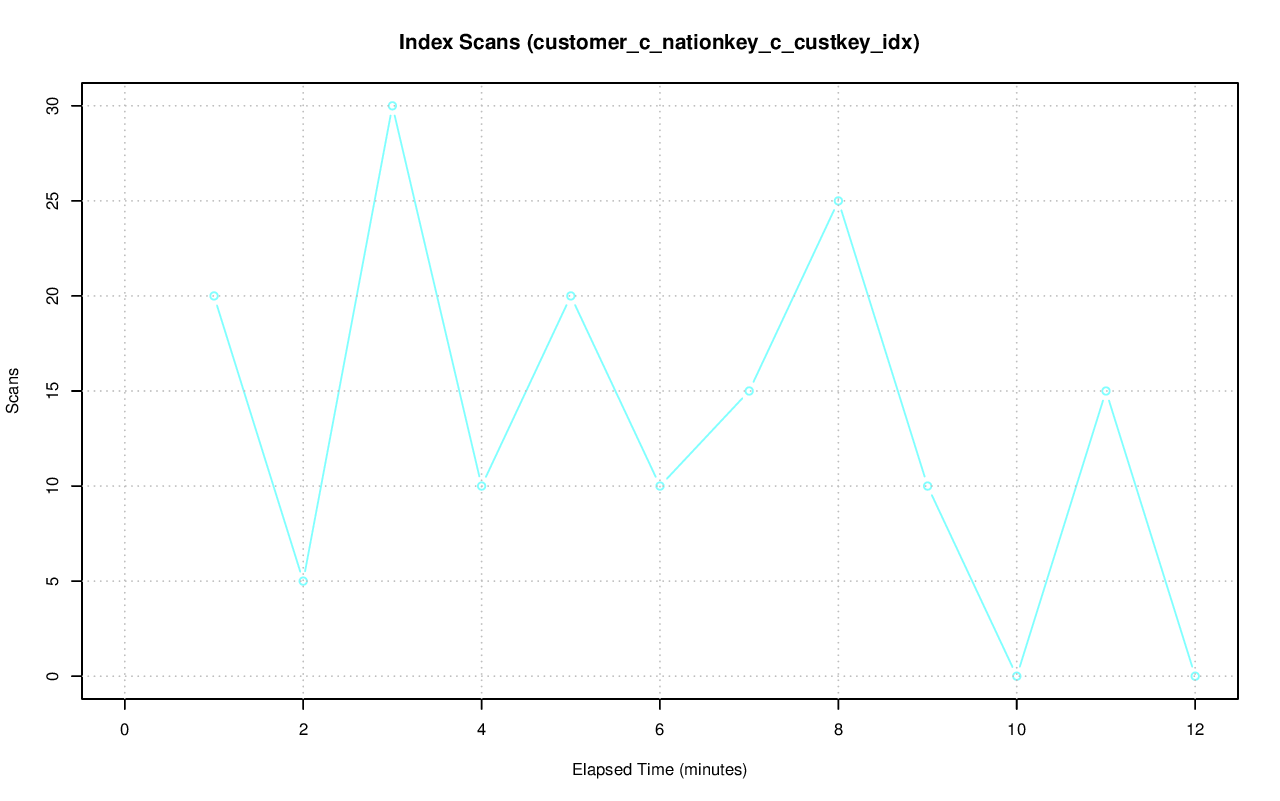 Index Scans (customer_c_nationkey_c_custkey_idx)
Scans
30
25
20
15
10
5
0
0 2 4 6 8 10 12
Elapsed Time (minutes)